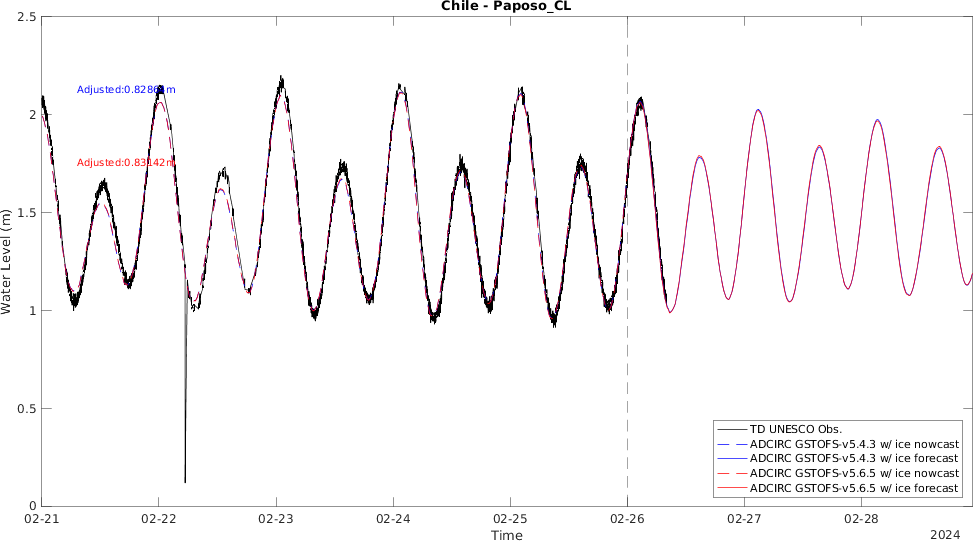 Chile - Paposo_CL
2.5
2
1.5
1
0.5
0
Water Level (m)
Adjusted:0.8286 m
Adjusted:0.83142m
TD UNESCO Obs.
ADCIRC GSTOFS-v5.4.3 w/ ice nowcast
ADCIRC GSTOFS-v5.4.3 w/ ice forecast
ADCIRC GSTOFS-v5.6.5 w/ ice nowcast
ADCIRC GSTOFS-v5.6.5 w/ ice forecast
02-21 02-22 02-23 02-24 02-25 02-26 02-27 02-28
Time
2024